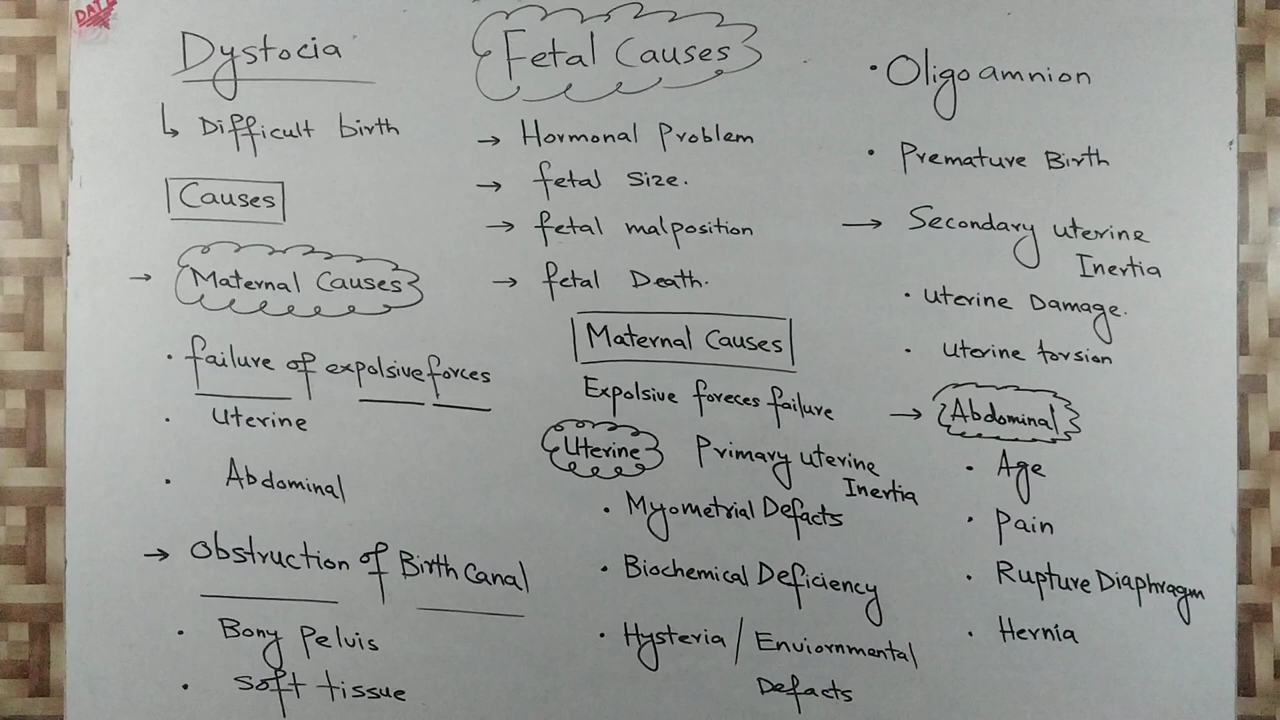 DATE
Dystocia
↳ Difficult birth
Causes
→ Maternal Causes
· failure of expolsive forces
· Uterine
· Abdominal
→ Obstruction of Birth Canal
· Bony Pelvis
· Soft tissue
Fetal Causes
→ Hormonal Problem
→ fetal size.
→ fetal malposition
→ fetal Death.
Maternal Causes
Expolsive foreces failure
Uterine Primary uterine
Inertia
· Myometrial Defects
· Biochemical Deficiency
· Hysteria / Enviornmental
Defects
· Oligoamnion
· Premature Birth
→ Secondary uterine
Inertia
· Uterine Damage.
· Uterine torsion
→ Abdominal
· Age
· Pain
· Rupture Diaphragm
· Hernia